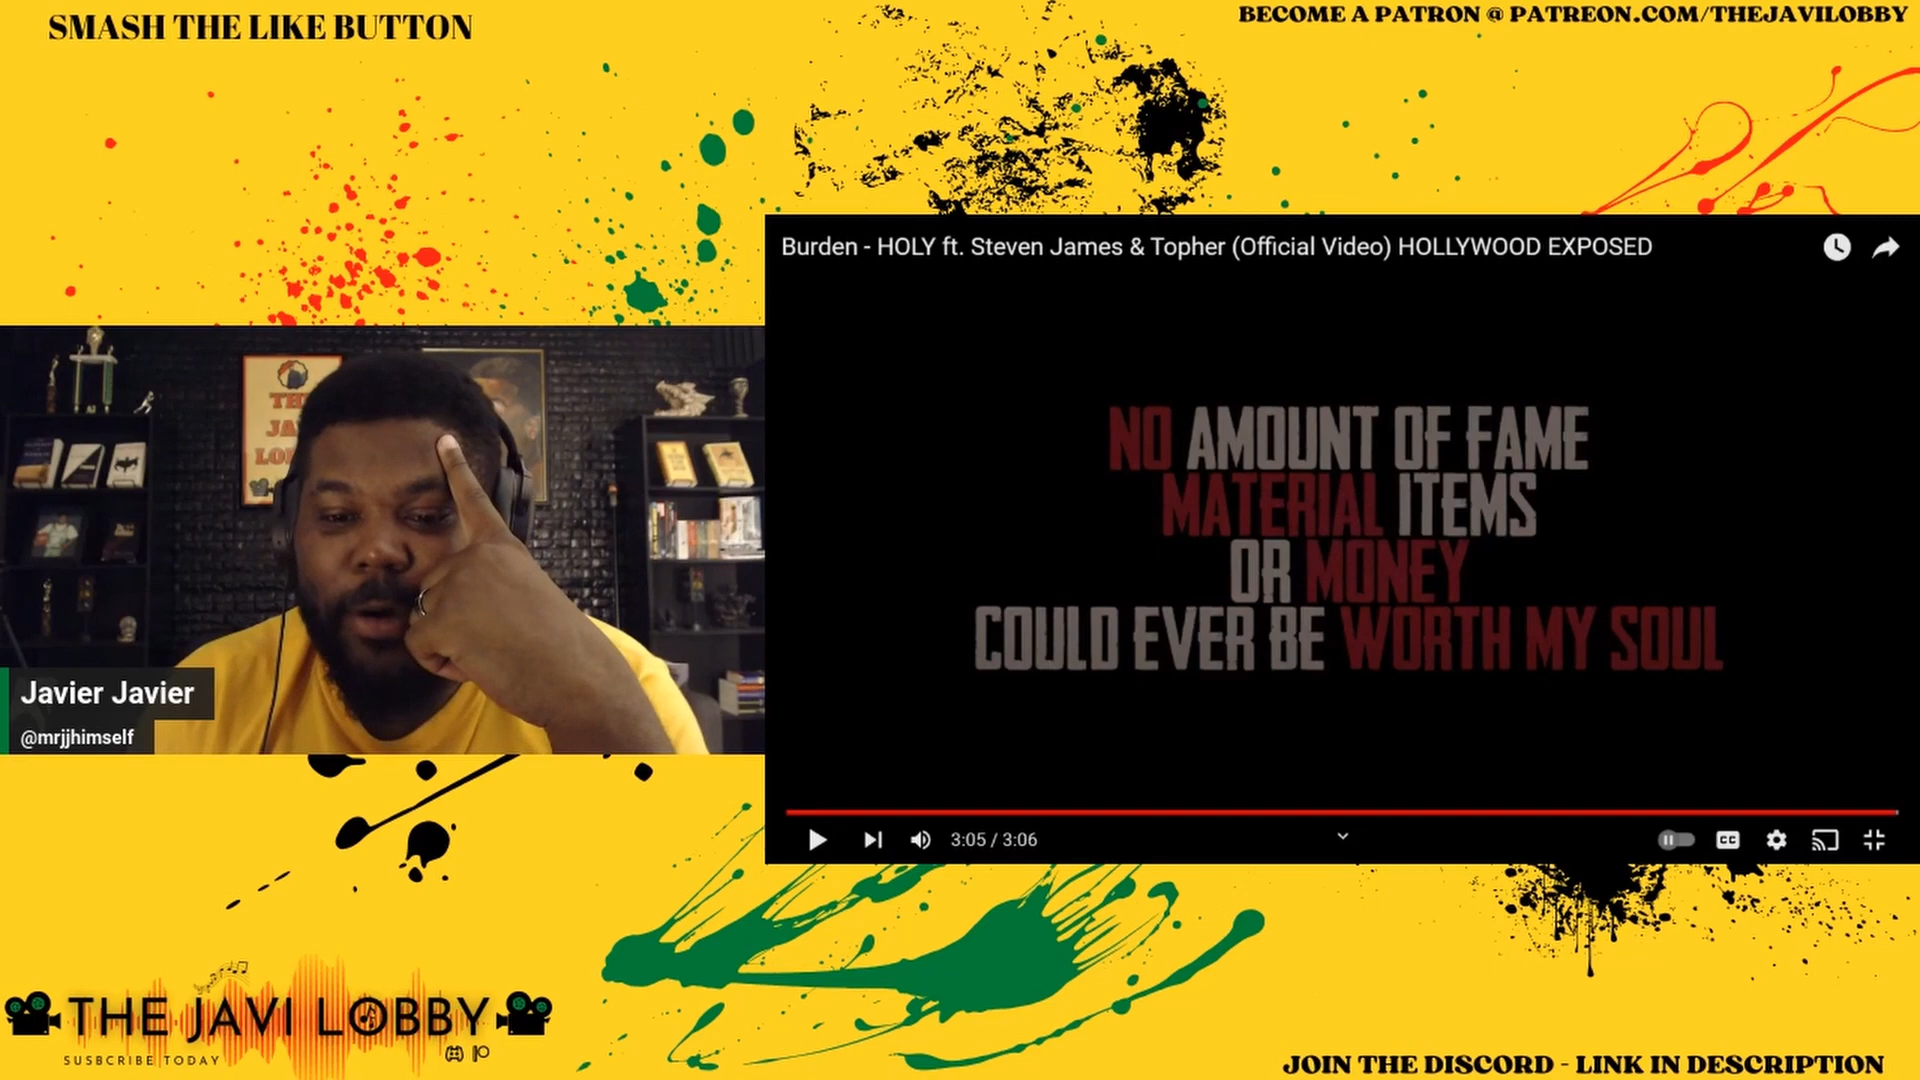 SMASH THE LIKE BUTTON
BECOME A PATRON @ PATREON.COM/THEJAVILOBBY
Burden - HOLY ft. Steven James & Topher (Official Video) HOLLYWOOD EXPOSED
NO AMOUNT OF FAME
MATERIAL ITEMS
OR MONEY
COULD EVER BE WORTH MY SOUL
Javier Javier
@mrjjhimself
3:05 / 3:06
CC
THE JAVI LOBBY
SUSBCRIBE TODAY
JOIN THE DISCORD - LINK IN DESCRIPTION